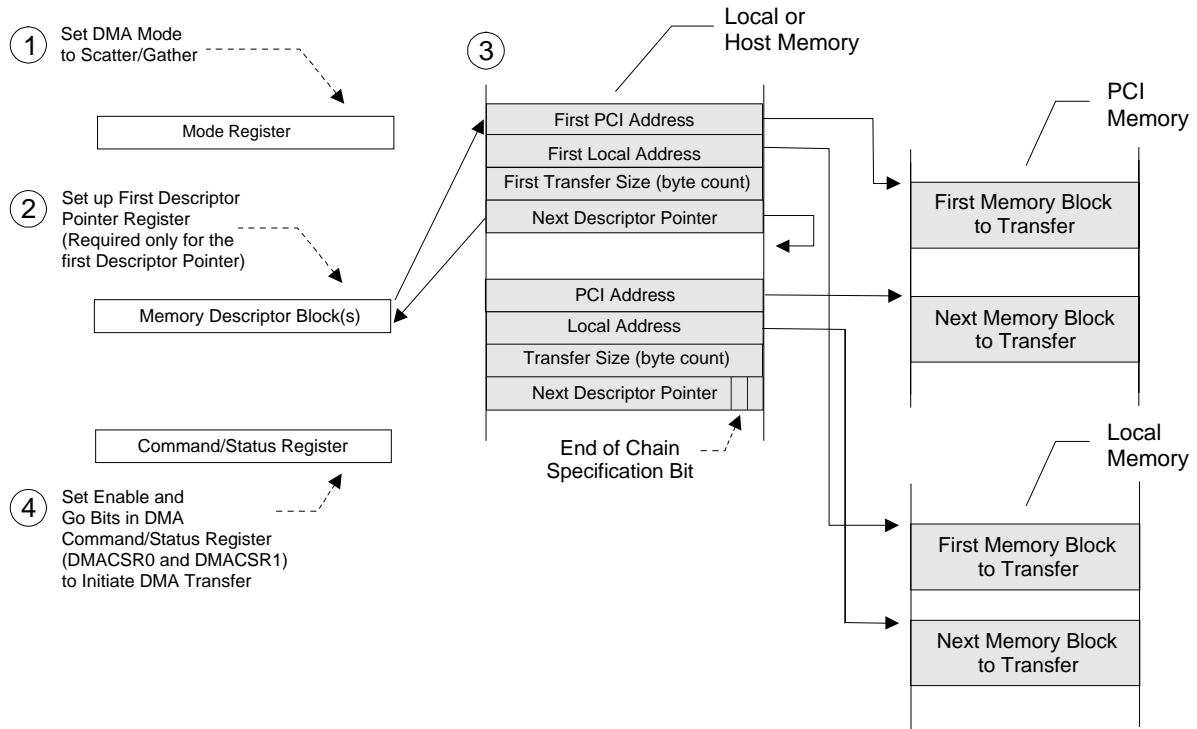 1
Set DMA Mode
to Scatter/Gather
Mode Register
2
Set up First Descriptor
Pointer Register
(Required only for the
first Descriptor Pointer)
Memory Descriptor Block(s)
Command/Status Register
4
Set Enable and
Go Bits in DMA
Command/Status Register
(DMACSR0 and DMACSR1)
to Initiate DMA Transfer
3
Local or
Host Memory
First PCI Address
First Local Address
First Transfer Size (byte count)
Next Descriptor Pointer
PCI Address
Local Address
Transfer Size (byte count)
Next Descriptor Pointer
End of Chain
Specification Bit
PCI
Memory
First Memory Block
to Transfer
Next Memory Block
to Transfer
Local
Memory
First Memory Block
to Transfer
Next Memory Block
to Transfer